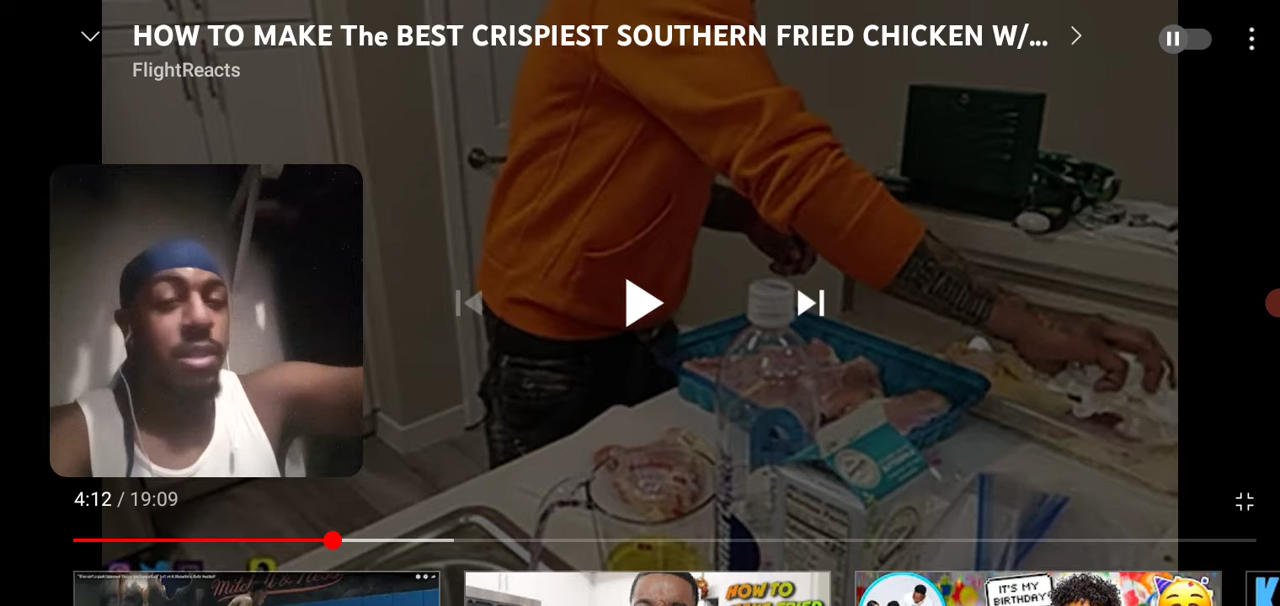 HOW TO MAKE The BEST CRISPIEST SOUTHERN FRIED CHICKEN W/...
FlightReacts
4:12 / 19:09
HOW TO
IT'S MY
BIRTHDAY